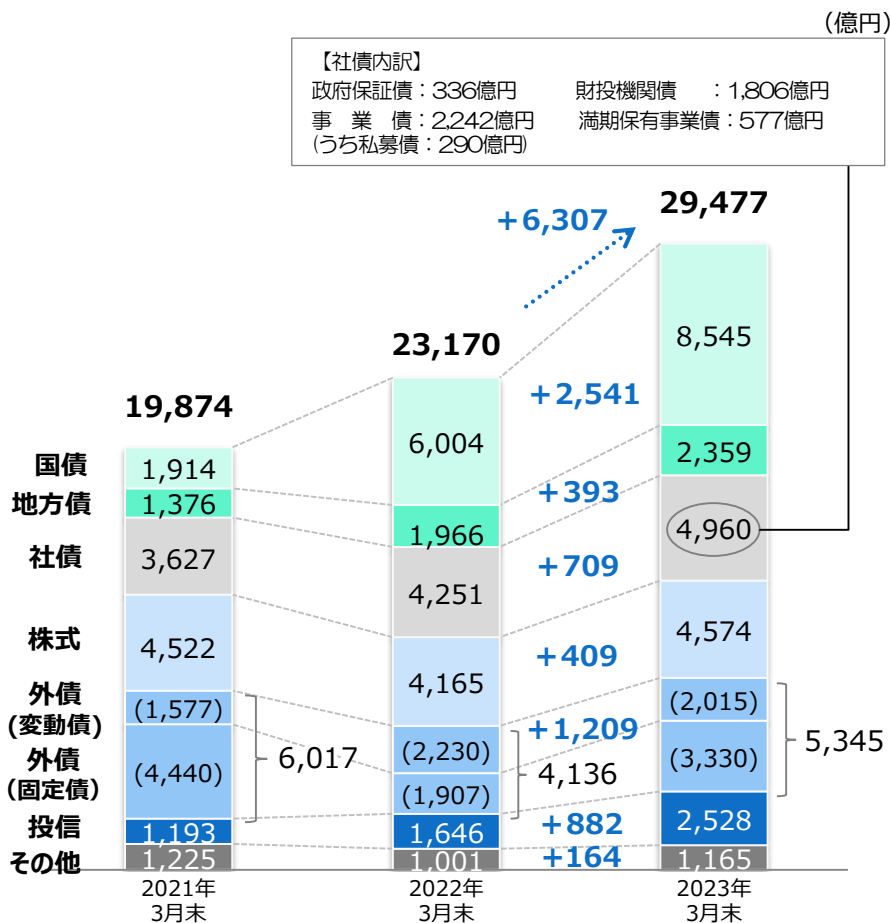 （億円）
【社債内訳】
政府保証債：336億円　財投機関債　：1,806億円
事　業　債：2,242億円　満期保有事業債：577億円
(うち私募債：290億円)
+6,307
29,477
23,170
19,874
8,545
+2,541
6,004
国債
1,914
2,359
地方債
1,376
+393
1,966
4,960
社債
3,627
+709
4,251
株式
4,522
+409
4,165
4,574
外債
(変動債)
(1,577)
(2,015)
+1,209
(2,230)
6,017
5,345
外債
(固定債)
(4,440)
4,136
(3,330)
(1,907)
投信
1,193
1,646
+882
2,528
その他
1,225
1,001
+164
1,165
2021年
3月末
2022年
3月末
2023年
3月末